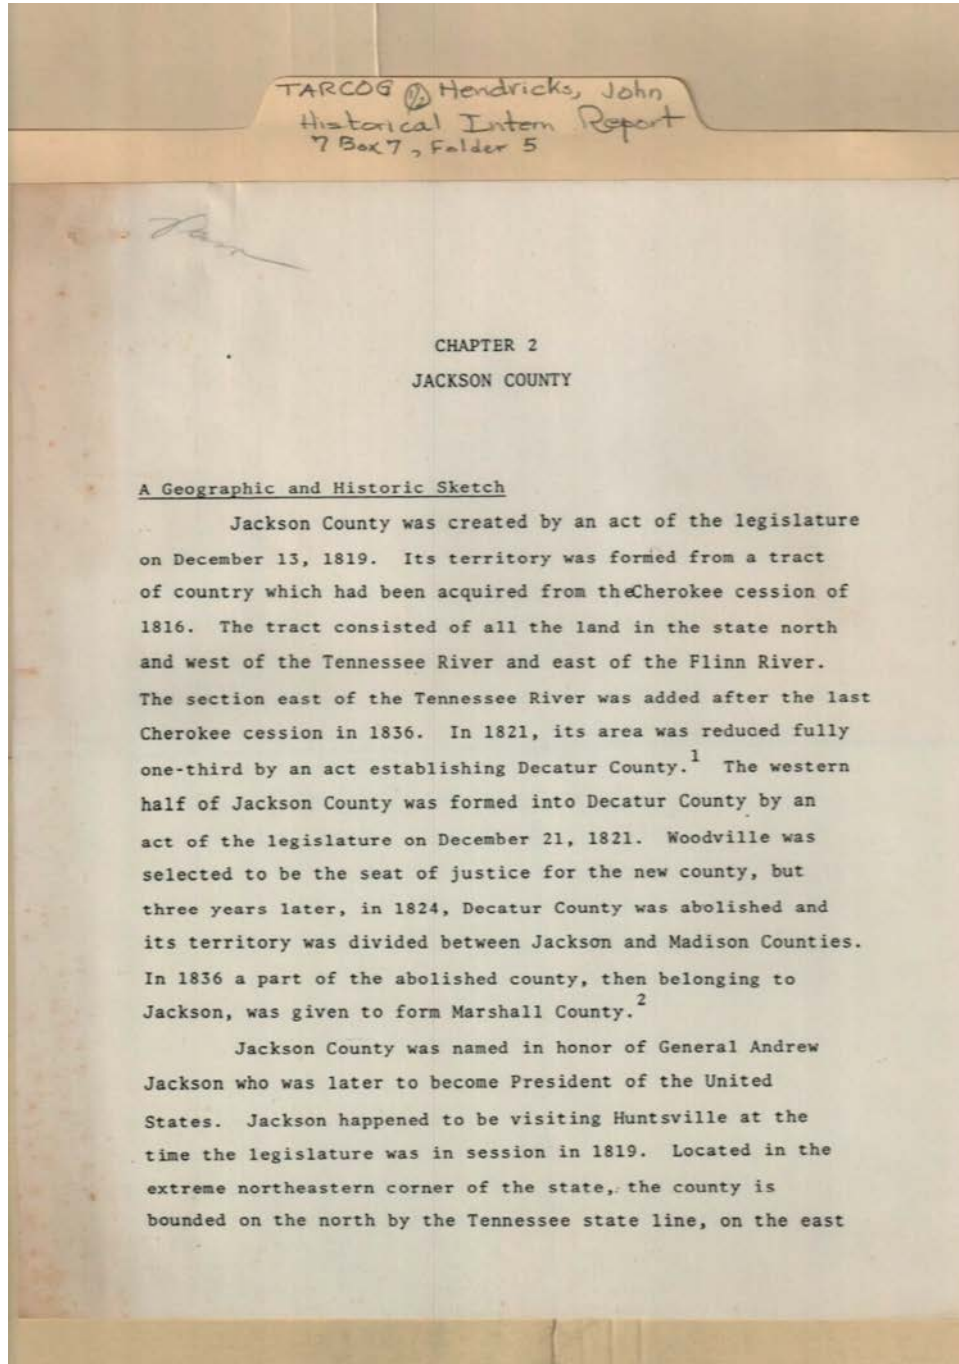 TARCOG Hendricks, John
Historical Intern Report
7 Box 7, Folder 5
CHAPTER 2
JACKSON COUNTY
A Geographic and Historic Sketch
Jackson County was created by an act of the legislature
on December 13, 1819. Its territory was formed from a tract
of country which had been acquired from the Cherokee cession of
1816. The tract consisted of all the land in the state north
and west of the Tennessee River and east of the Flinn River.
The section east of the Tennessee River was added after the last
Cherokee cession in 1836. In 1821, its area was reduced fully
one-third by an act establishing Decatur County.1 The western
half of Jackson County was formed into Decatur County by an
act of the legislature on December 21, 1821. Woodville was
selected to be the seat of justice for the new county, but
three years later, in 1824, Decatur County was abolished and
its territory was divided between Jackson and Madison Counties.
In 1836 a part of the abolished county, then belonging to
Jackson, was given to form Marshall County.2
Jackson County was named in honor of General Andrew
Jackson who was later to become President of the United
States. Jackson happened to be visiting Huntsville at the
time the legislature was in session in 1819. Located in the
extreme northeastern corner of the state, the county is
bounded on the north by the Tennessee state line, on the east